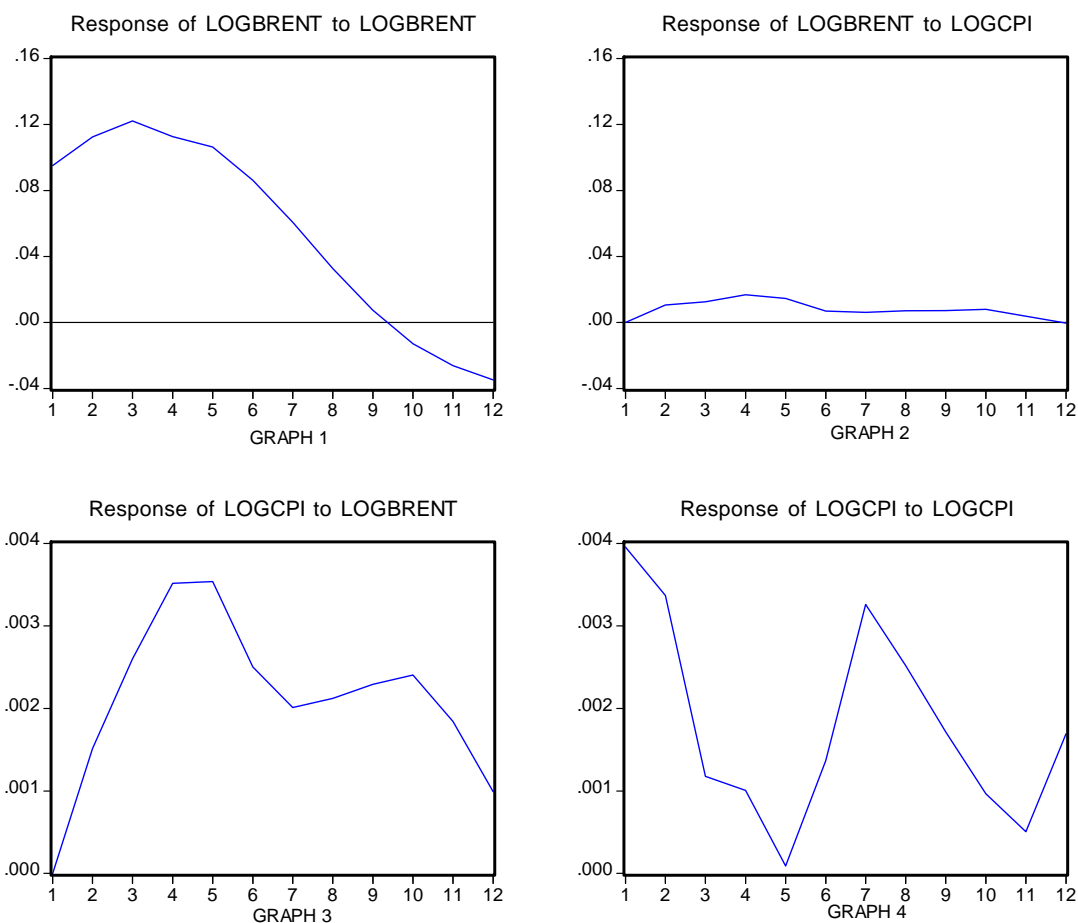 Response of LOGBRENT to LOGBRENT
.16
.12
.08
.04
.00
-.04
1 2 3 4 5 6 7 8 9 10 11 12
GRAPH 1
Response of LOGBRENT to LOGCPI
.16
.12
.08
.04
.00
-.04
1 2 3 4 5 6 7 8 9 10 11 12
GRAPH 2
Response of LOGCPI to LOGBRENT
.004
.003
.002
.001
.000
1 2 3 4 5 6 7 8 9 10 11 12
GRAPH 3
Response of LOGCPI to LOGCPI
.004
.003
.002
.001
.000
1 2 3 4 5 6 7 8 9 10 11 12
GRAPH 4